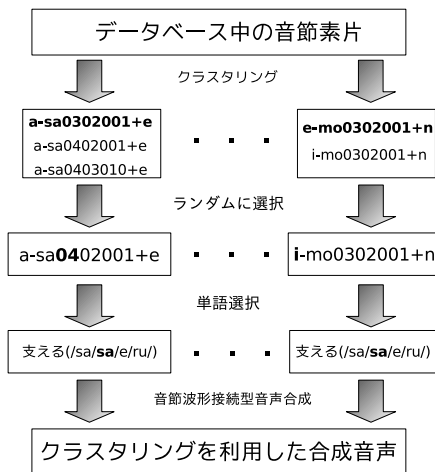 データベース中の音節素片
クラスタリング
a-sa0302001+e
a-sa0402001+e
a-sa0403010+e
e-mo0302001+n
i-mo0302001+n
ランダムに選択
a-sa0402001+e
i-mo0302001+n
単語選択
支える(/sa/sa/e/ru/)
支える(/sa/sa/e/ru/)
音節波形接続型音声合成
クラスタリングを利用した合成音声